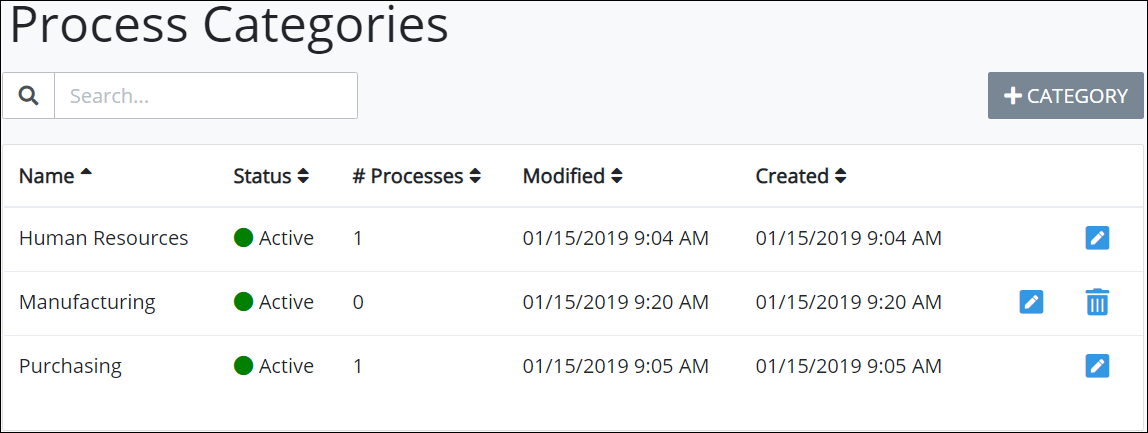 Process Categories
Search...
+ CATEGORY
Name Status # Processes Modified Created
Human Resources Active 1 01/15/2019 9:04 AM 01/15/2019 9:04 AM
Manufacturing Active 0 01/15/2019 9:20 AM 01/15/2019 9:20 AM
Purchasing Active 1 01/15/2019 9:05 AM 01/15/2019 9:05 AM